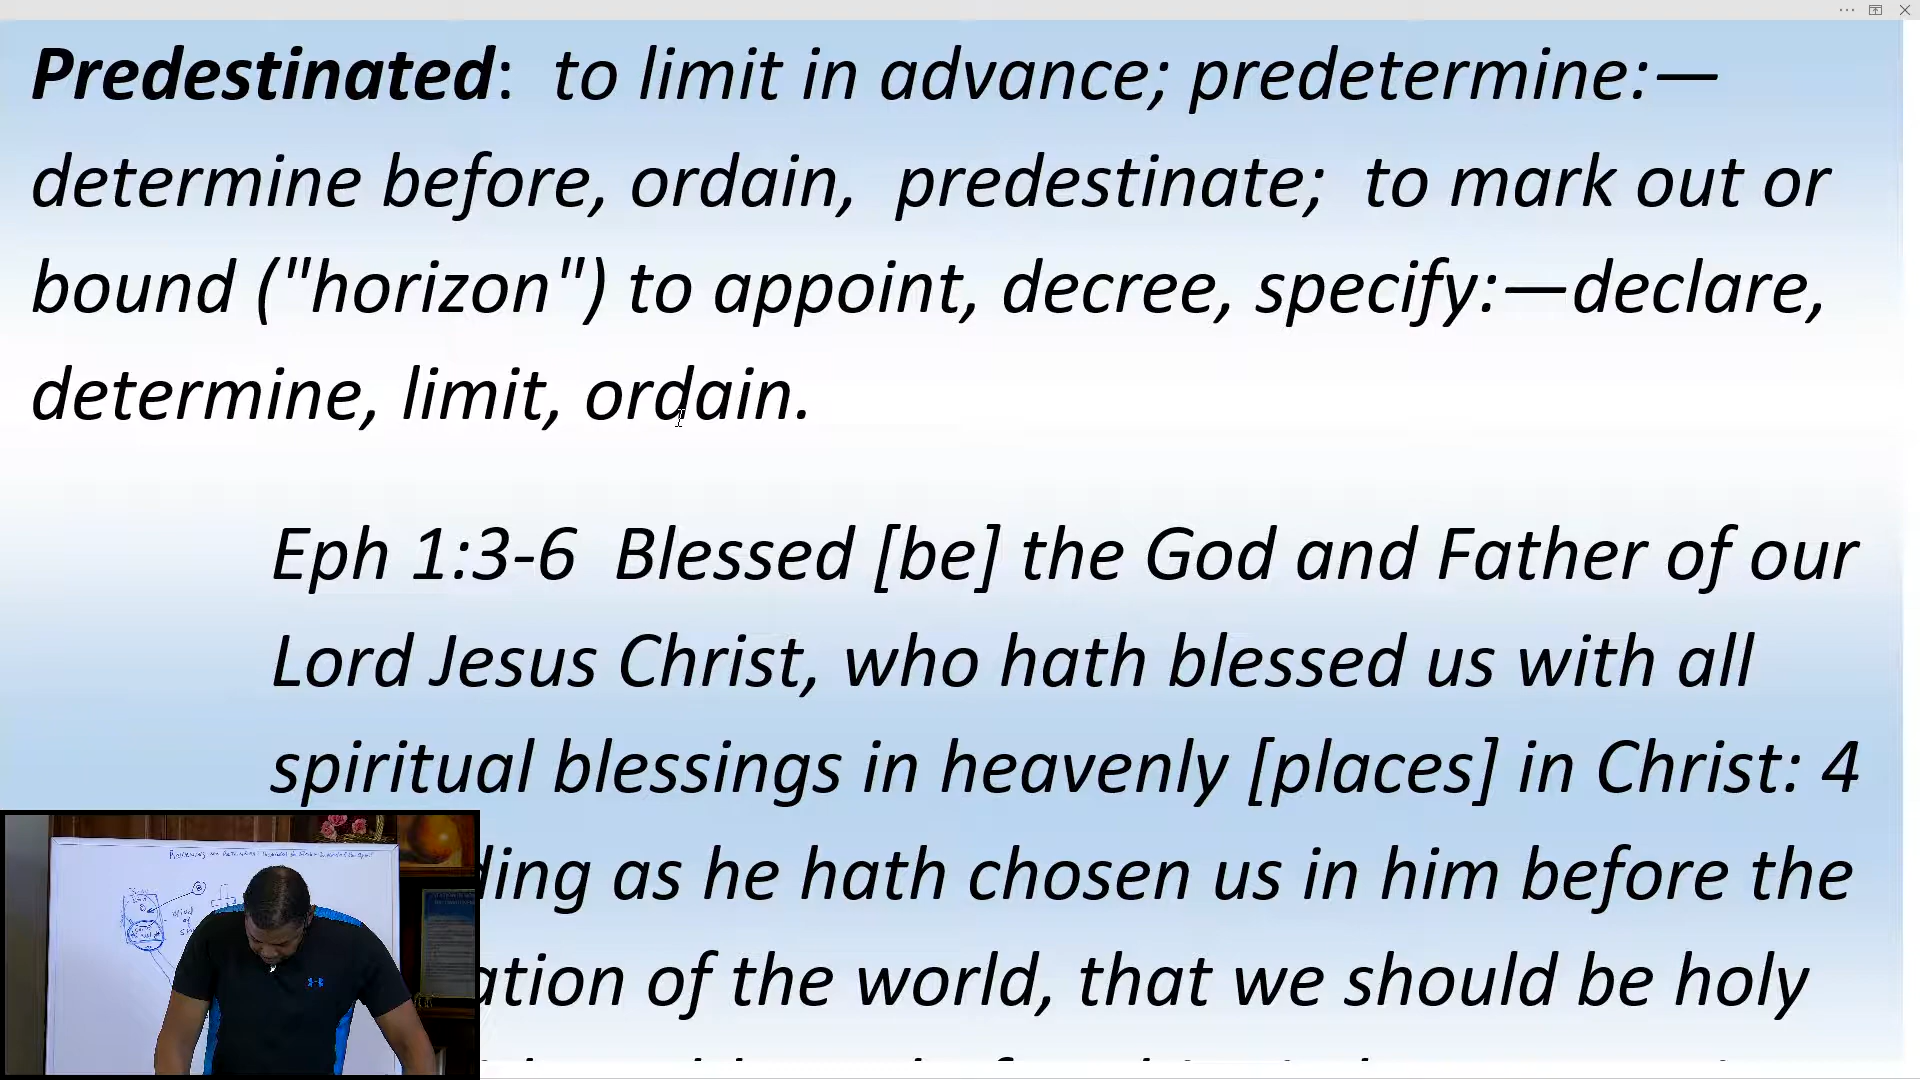 Predestinated: to limit in advance; predetermine:—
determine before, ordain, predestinate; to mark out or
bound ("horizon") to appoint, decree, specify:—declare,
determine, limit, ordain.
Eph 1:3-6 Blessed [be] the God and Father of our
Lord Jesus Christ, who hath blessed us with all
spiritual blessings in heavenly [places] in Christ: 4
ding as he hath chosen us in him before the
ation of the world, that we should be holy